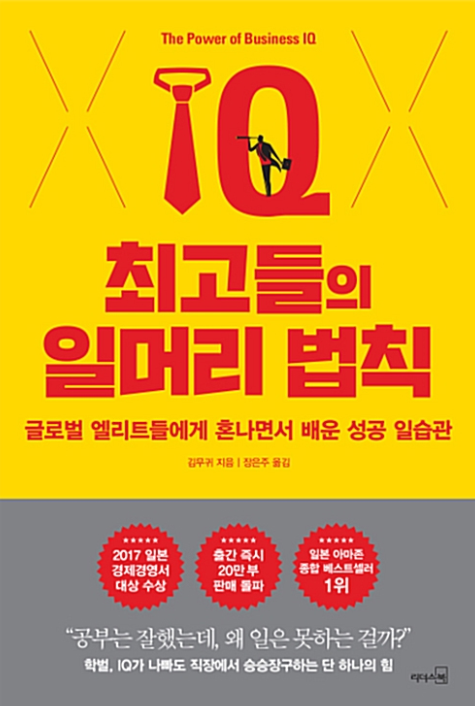 The Power of Business IQ
IQ
최고들의
일머리 법칙
글로벌 엘리트들에게 혼나면서 배운 성공 일습관
김무귀 지음 | 장은주 옮김
★★★★★
2017 일본
경제경영서
대상 수상
★★★★★
출간 즉시
20만 부
판매 돌파
★★★★★
일본 아마존
종합 베스트셀러
1위
“공부는 잘했는데, 왜 일은 못하는 걸까?”
학벌, IQ가 나빠도 직장에서 승승장구하는 단 하나의 힘
리더스북